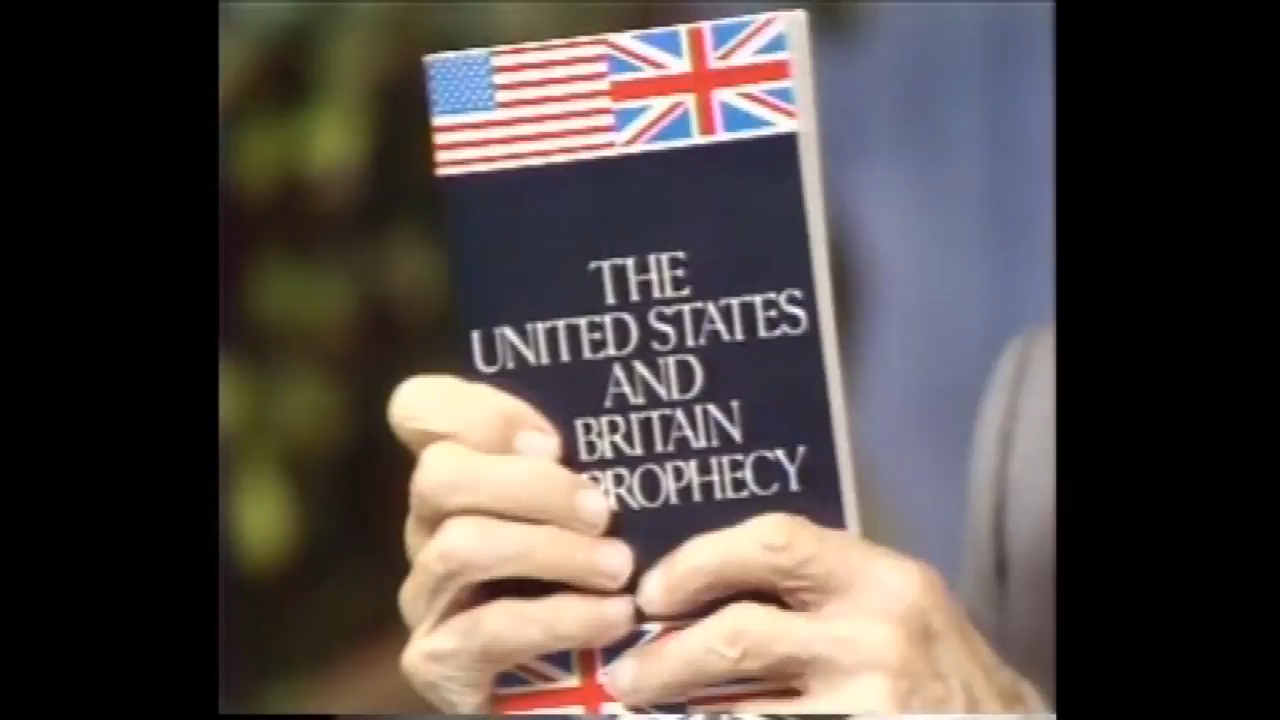 THE
UNITED STATES
AND
BRITAIN
PROPHECY